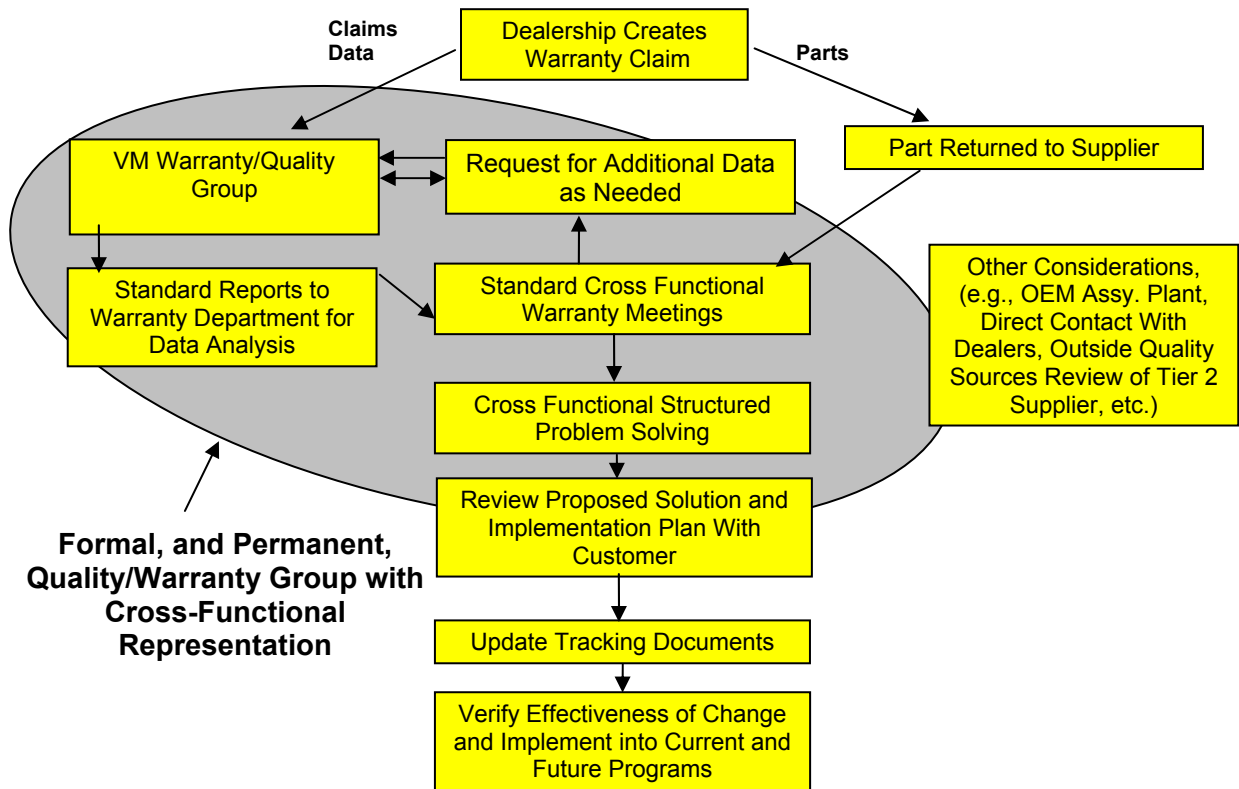 Claims
Data
Dealership Creates
Warranty Claim
Parts
VM Warranty/Quality
Group
Request for Additional Data
as Needed
Part Returned to Supplier
Standard Reports to
Warranty Department for
Data Analysis
Standard Cross Functional
Warranty Meetings
Other Considerations,
(e.g., OEM Assy. Plant,
Direct Contact With
Dealers, Outside Quality
Sources Review of Tier 2
Supplier, etc.)
Cross Functional Structured
Problem Solving
Review Proposed Solution and
Implementation Plan With
Customer
Formal, and Permanent,
Quality/Warranty Group with
Cross-Functional
Representation
Update Tracking Documents
Verify Effectiveness of Change
and Implement into Current and
Future Programs